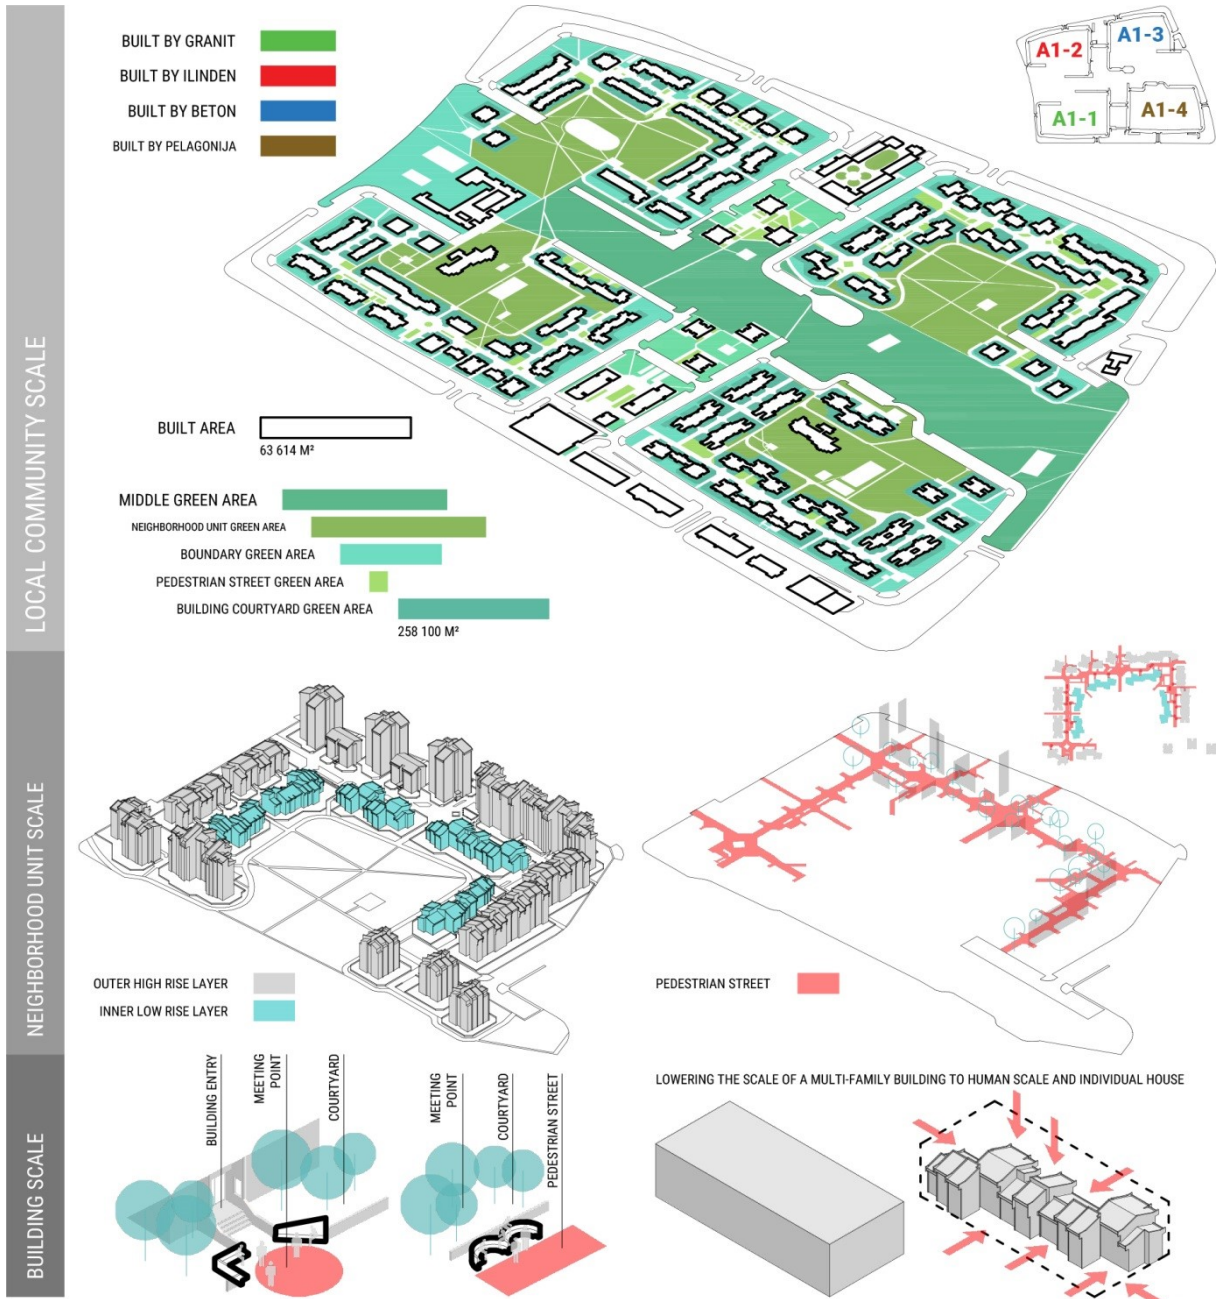 LOCAL COMMUNITY SCALE
BUILT BY GRANIT
BUILT BY ILINDEN
BUILT BY BETON
BUILT BY PELAGONIJA
A1-2
A1-3
A1-1
A1-4
BUILT AREA
63 614 M²
MIDDLE GREEN AREA
NEIGHBORHOOD UNIT GREEN AREA
BOUNDARY GREEN AREA
PEDESTRIAN STREET GREEN AREA
BUILDING COURTYARD GREEN AREA
258 100 M²
NEIGHBORHOOD UNIT SCALE
OUTER HIGH RISE LAYER
INNER LOW RISE LAYER
PEDESTRIAN STREET
BUILDING SCALE
BUILDING ENTRY
MEETING
POINT
COURTYARD
MEETING
POINT
COURTYARD
PEDESTRIAN STREET
LOWERING THE SCALE OF A MULTI-FAMILY BUILDING TO HUMAN SCALE AND INDIVIDUAL HOUSE